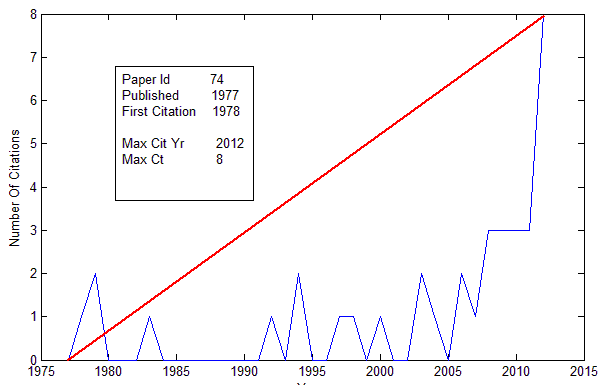 8
7
6
5
4
3
2
1
0
Number Of Citations
Paper Id 74
Published 1977
First Citation 1978
Max Cit Yr 2012
Max Ct 8
1975 1980 1985 1990 1995 2000 2005 2010 2015